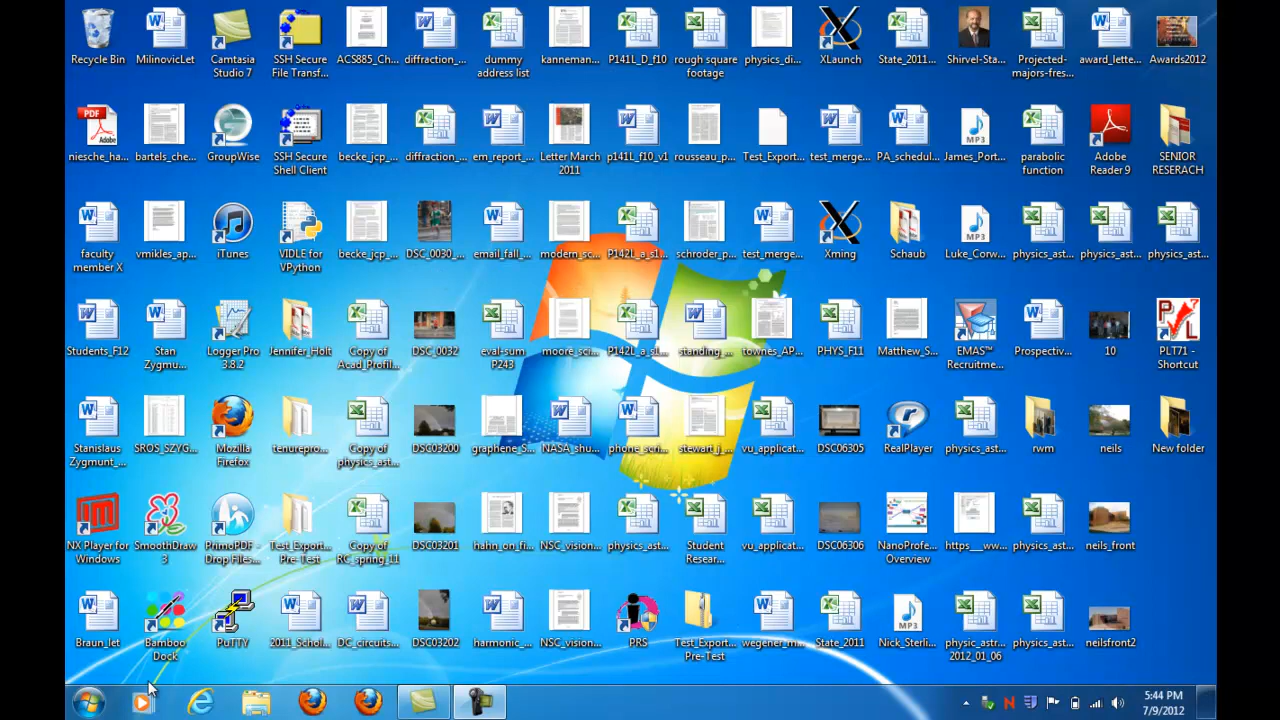 Recycle Bin
MilinovicLet
Camtasia
Studio 7
SSH Secure
File Transf...
ACS885_Ch...
diffraction_...
dummy
address list
kanneman...
P141L_D_f10
rough square
footage
physics_di...
XLaunch
State_2011...
Shirvel-Sta...
Projected-
majors-fres...
award_lette...
Awards2012
PDF
Adobe
niesche_ha...
bartels_che...
GroupWise
SSH Secure
Shell Client
becke_jcp_...
diffraction_...
em_report_...
Letter March
2011
p141L_f10_v1
rousseau_p...
Test_Export...
test_merge...
PA_schedul...
MP3
James_Port...
parabolic
function
Adobe
Reader 9
SENIOR
RESERACH
faculty
member X
vmikles_ap...
iTunes
VIDLE for
VPython
becke_jcp_...
DSC_0030_...
email_fall_...
modern_sc...
P142L_a_s1...
schroder_p...
test_merge...
Xming
Schaub
MP3
Luke_Corw...
physics_ast...
physics_ast...
physics_ast...
Students_F12
Stan
Zygmu...
Logger Pro
3.8.2
Jennifer_Holt
Copy of
Acad_Profil...
DSC_0032
eval-sum
P243
moore_sci...
P142L_a_s1...
standing_...
townes_AP...
PHYS_F11
Matthew_S...
EMAS™
Recruitme...
Prospectiv...
10
PLT71 -
Shortcut
Stanislaus
Zygmunt_...
SROS_SZYG...
Mozilla
Firefox
tenurepro...
Copy of
physics_ast...
DSC03200
graphene_S...
NASA_shu...
phone_scri...
stewart_j_...
vu_applicat...
DSC06305
RealPlayer
physics_ast...
rwm
neils
New folder
NX Player for
Windows
SmoothDraw
3
PrimoPDF -
Drop Files...
Test_Export...
Pre-Test
Copy of
RC_spring_11
DSC03201
hahn_on_fi...
NSC_vision...
physics_ast...
Student
Resear...
vu_applicat...
DSC06306
NanoProfe...
Overview
https___ww...
physics_ast...
neils_front
Braun_let
Bamboo
Dock
PuTTY
2011_Schol...
DC_circuits...
DSC03202
harmonic_...
NSC_vision...
PRS
Test_Export...
Pre-Test
wegener_m...
State_2011
MP3
Nick_Sterli...
physic_astr...
2012_01_06
physics_ast...
neilsfront2
5:44 PM
7/9/2012